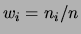 w_i = n_i/n